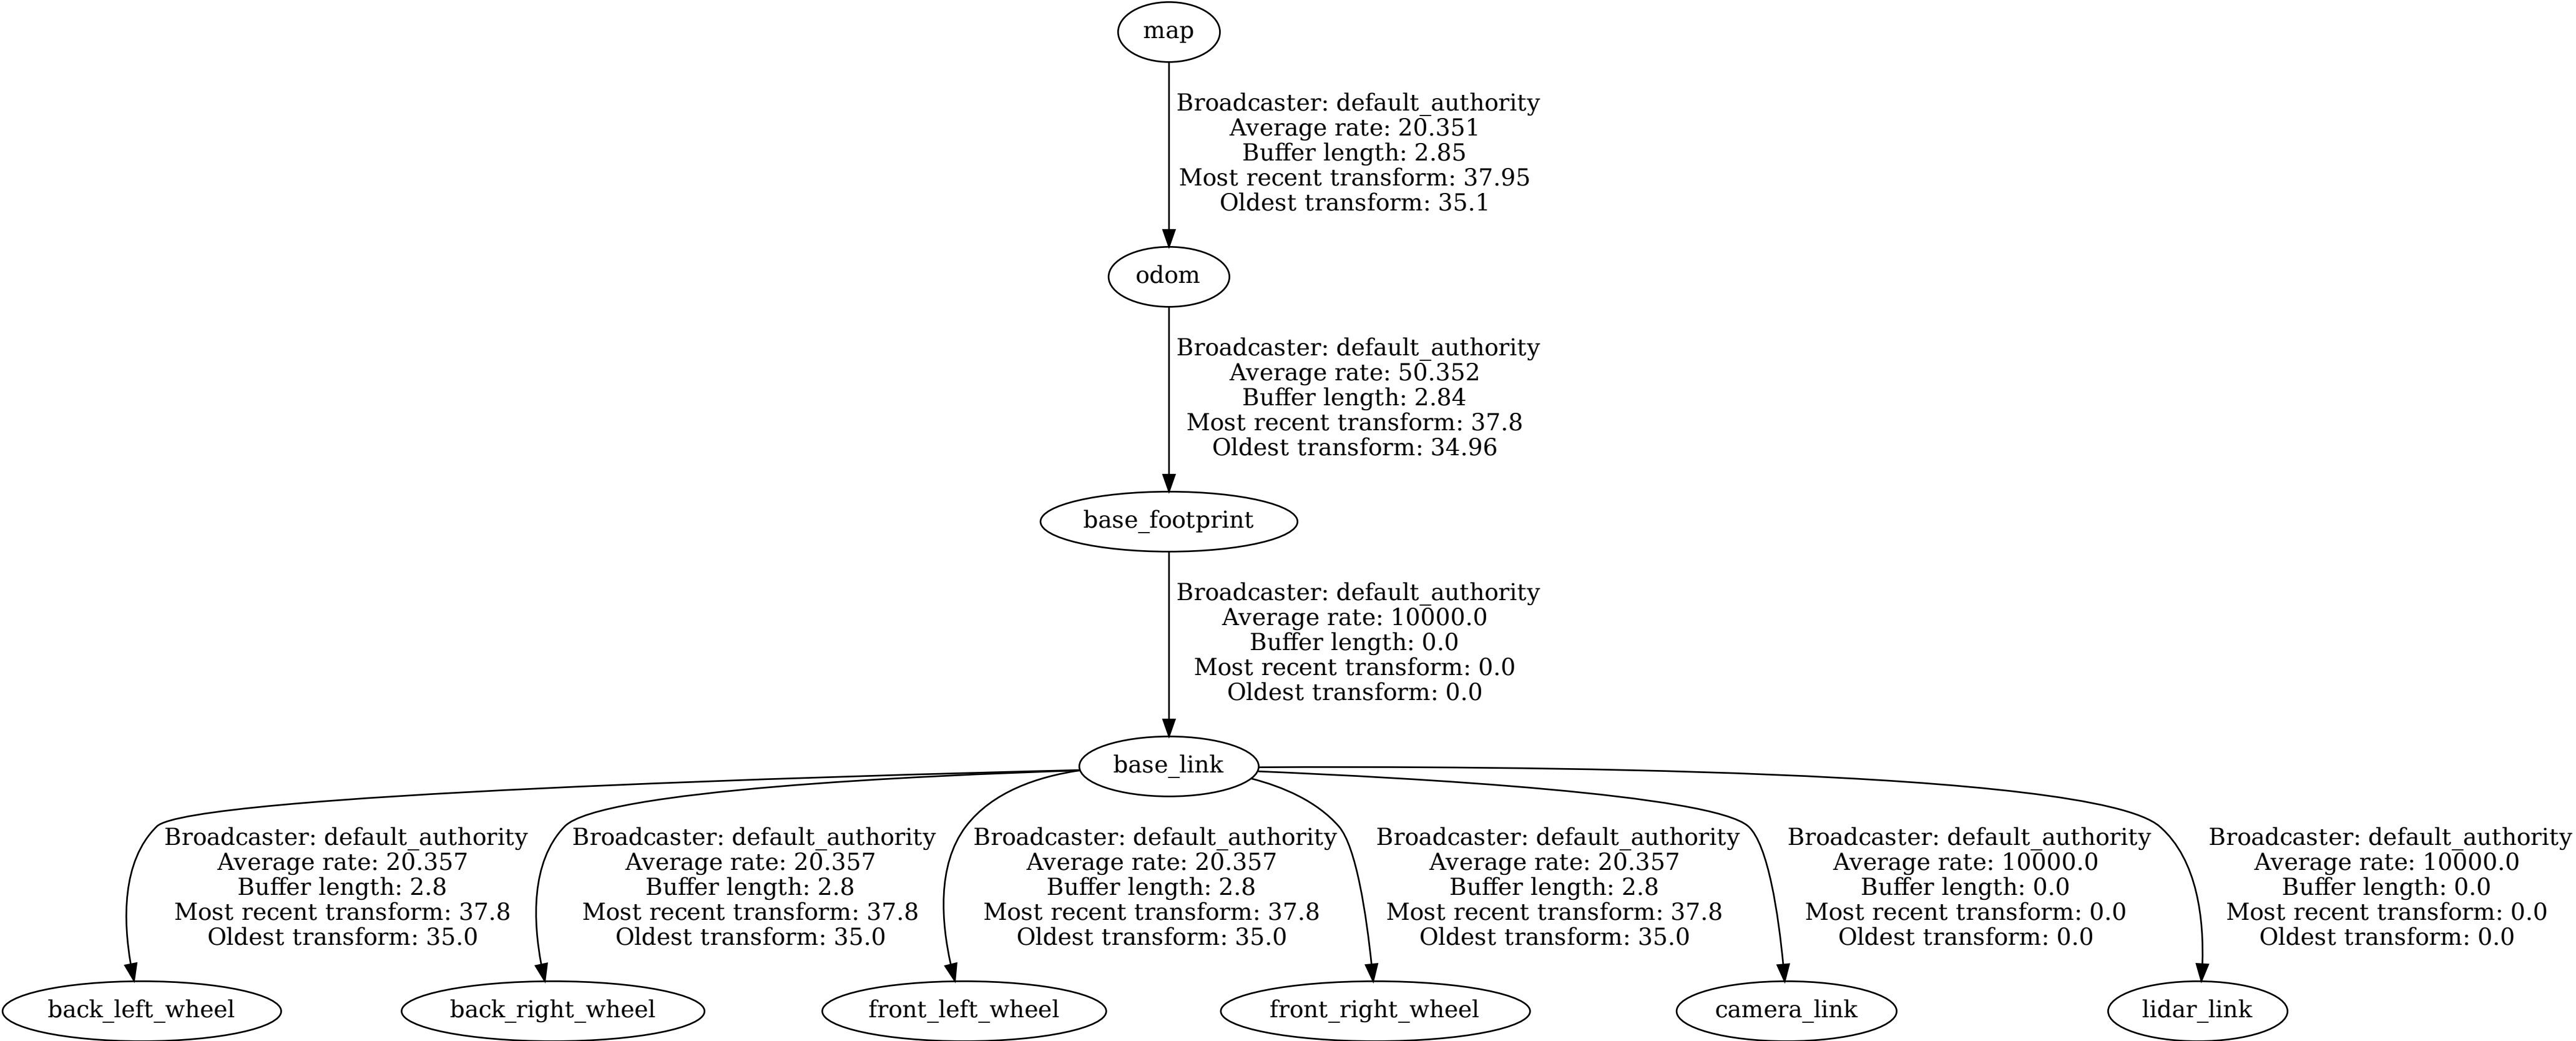 map
Broadcaster: default_authority
Average rate: 20.351
Buffer length: 2.85
Most recent transform: 37.95
Oldest transform: 35.1
odom
Broadcaster: default_authority
Average rate: 50.352
Buffer length: 2.84
Most recent transform: 37.8
Oldest transform: 34.96
base_footprint
Broadcaster: default_authority
Average rate: 10000.0
Buffer length: 0.0
Most recent transform: 0.0
Oldest transform: 0.0
base_link
Broadcaster: default_authority
Average rate: 20.357
Buffer length: 2.8
Most recent transform: 37.8
Oldest transform: 35.0
Broadcaster: default_authority
Average rate: 20.357
Buffer length: 2.8
Most recent transform: 37.8
Oldest transform: 35.0
Broadcaster: default_authority
Average rate: 20.357
Buffer length: 2.8
Most recent transform: 37.8
Oldest transform: 35.0
Broadcaster: default_authority
Average rate: 20.357
Buffer length: 2.8
Most recent transform: 37.8
Oldest transform: 35.0
Broadcaster: default_authority
Average rate: 10000.0
Buffer length: 0.0
Most recent transform: 0.0
Oldest transform: 0.0
Broadcaster: default_authority
Average rate: 10000.0
Buffer length: 0.0
Most recent transform: 0.0
Oldest transform: 0.0
back_left_wheel
back_right_wheel
front_left_wheel
front_right_wheel
camera_link
lidar_link